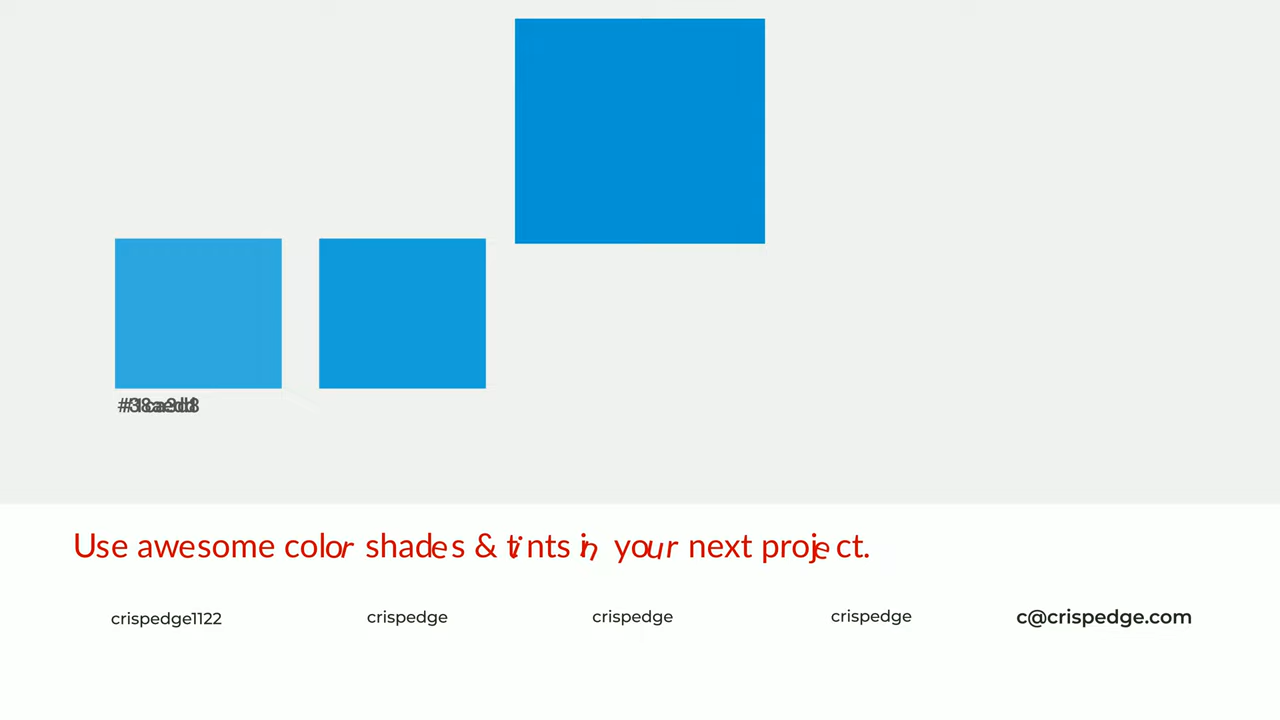 Use awesome color shades & tints in your next project.
crispedge1122 crispedge crispedge crispedge c@crispedge.com